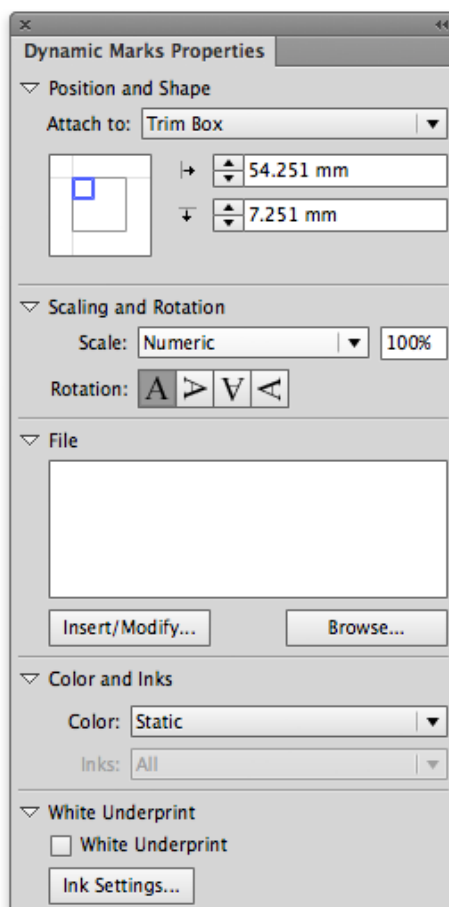 Dynamic Marks Properties
Position and Shape
Attach to: Trim Box
54.251 mm
7.251 mm
Scaling and Rotation
Scale: Numeric 100%
Rotation: A A A A
File
Insert/Modify... Browse...
Color and Inks
Color: Static
Inks: All
White Underprint
White Underprint
Ink Settings...